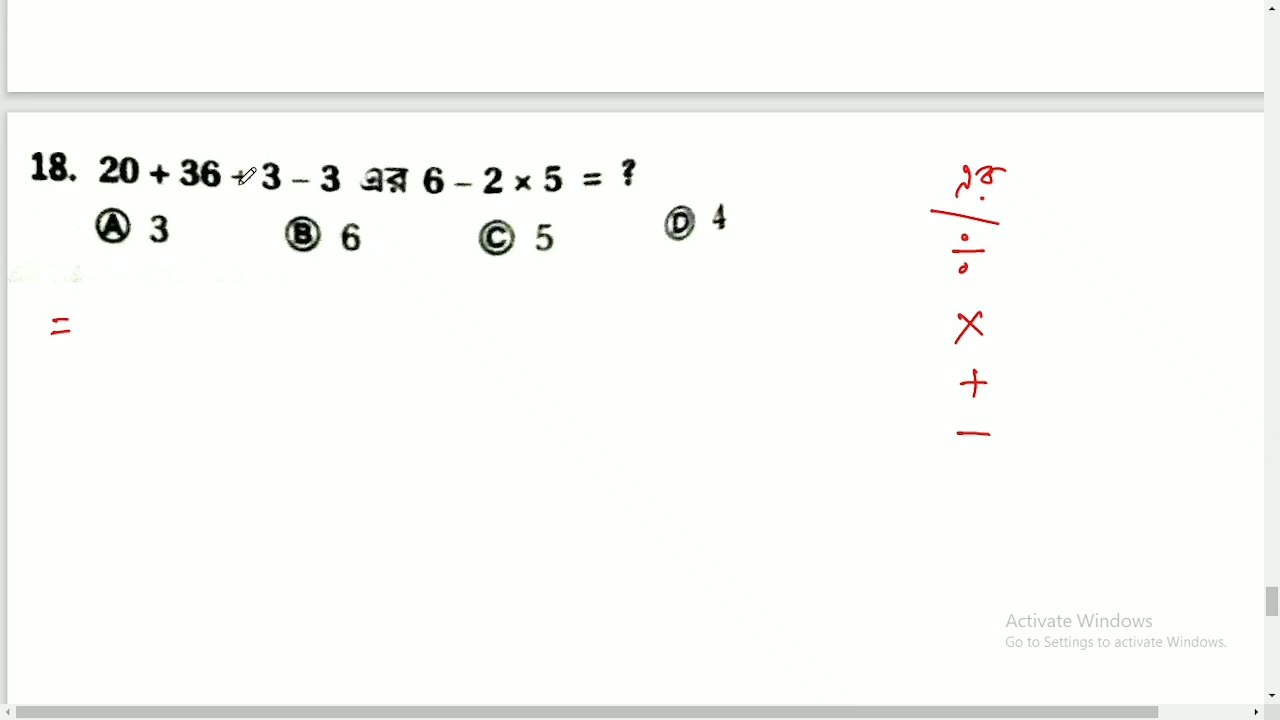 18. 20 + 36 ÷ 3 – 3 এর 6 – 2 × 5 = ?
Ⓐ 3 Ⓑ 6 Ⓒ 5 Ⓓ 4
÷
=
×
+
–
Activate Windows
Go to Settings to activate Windows.